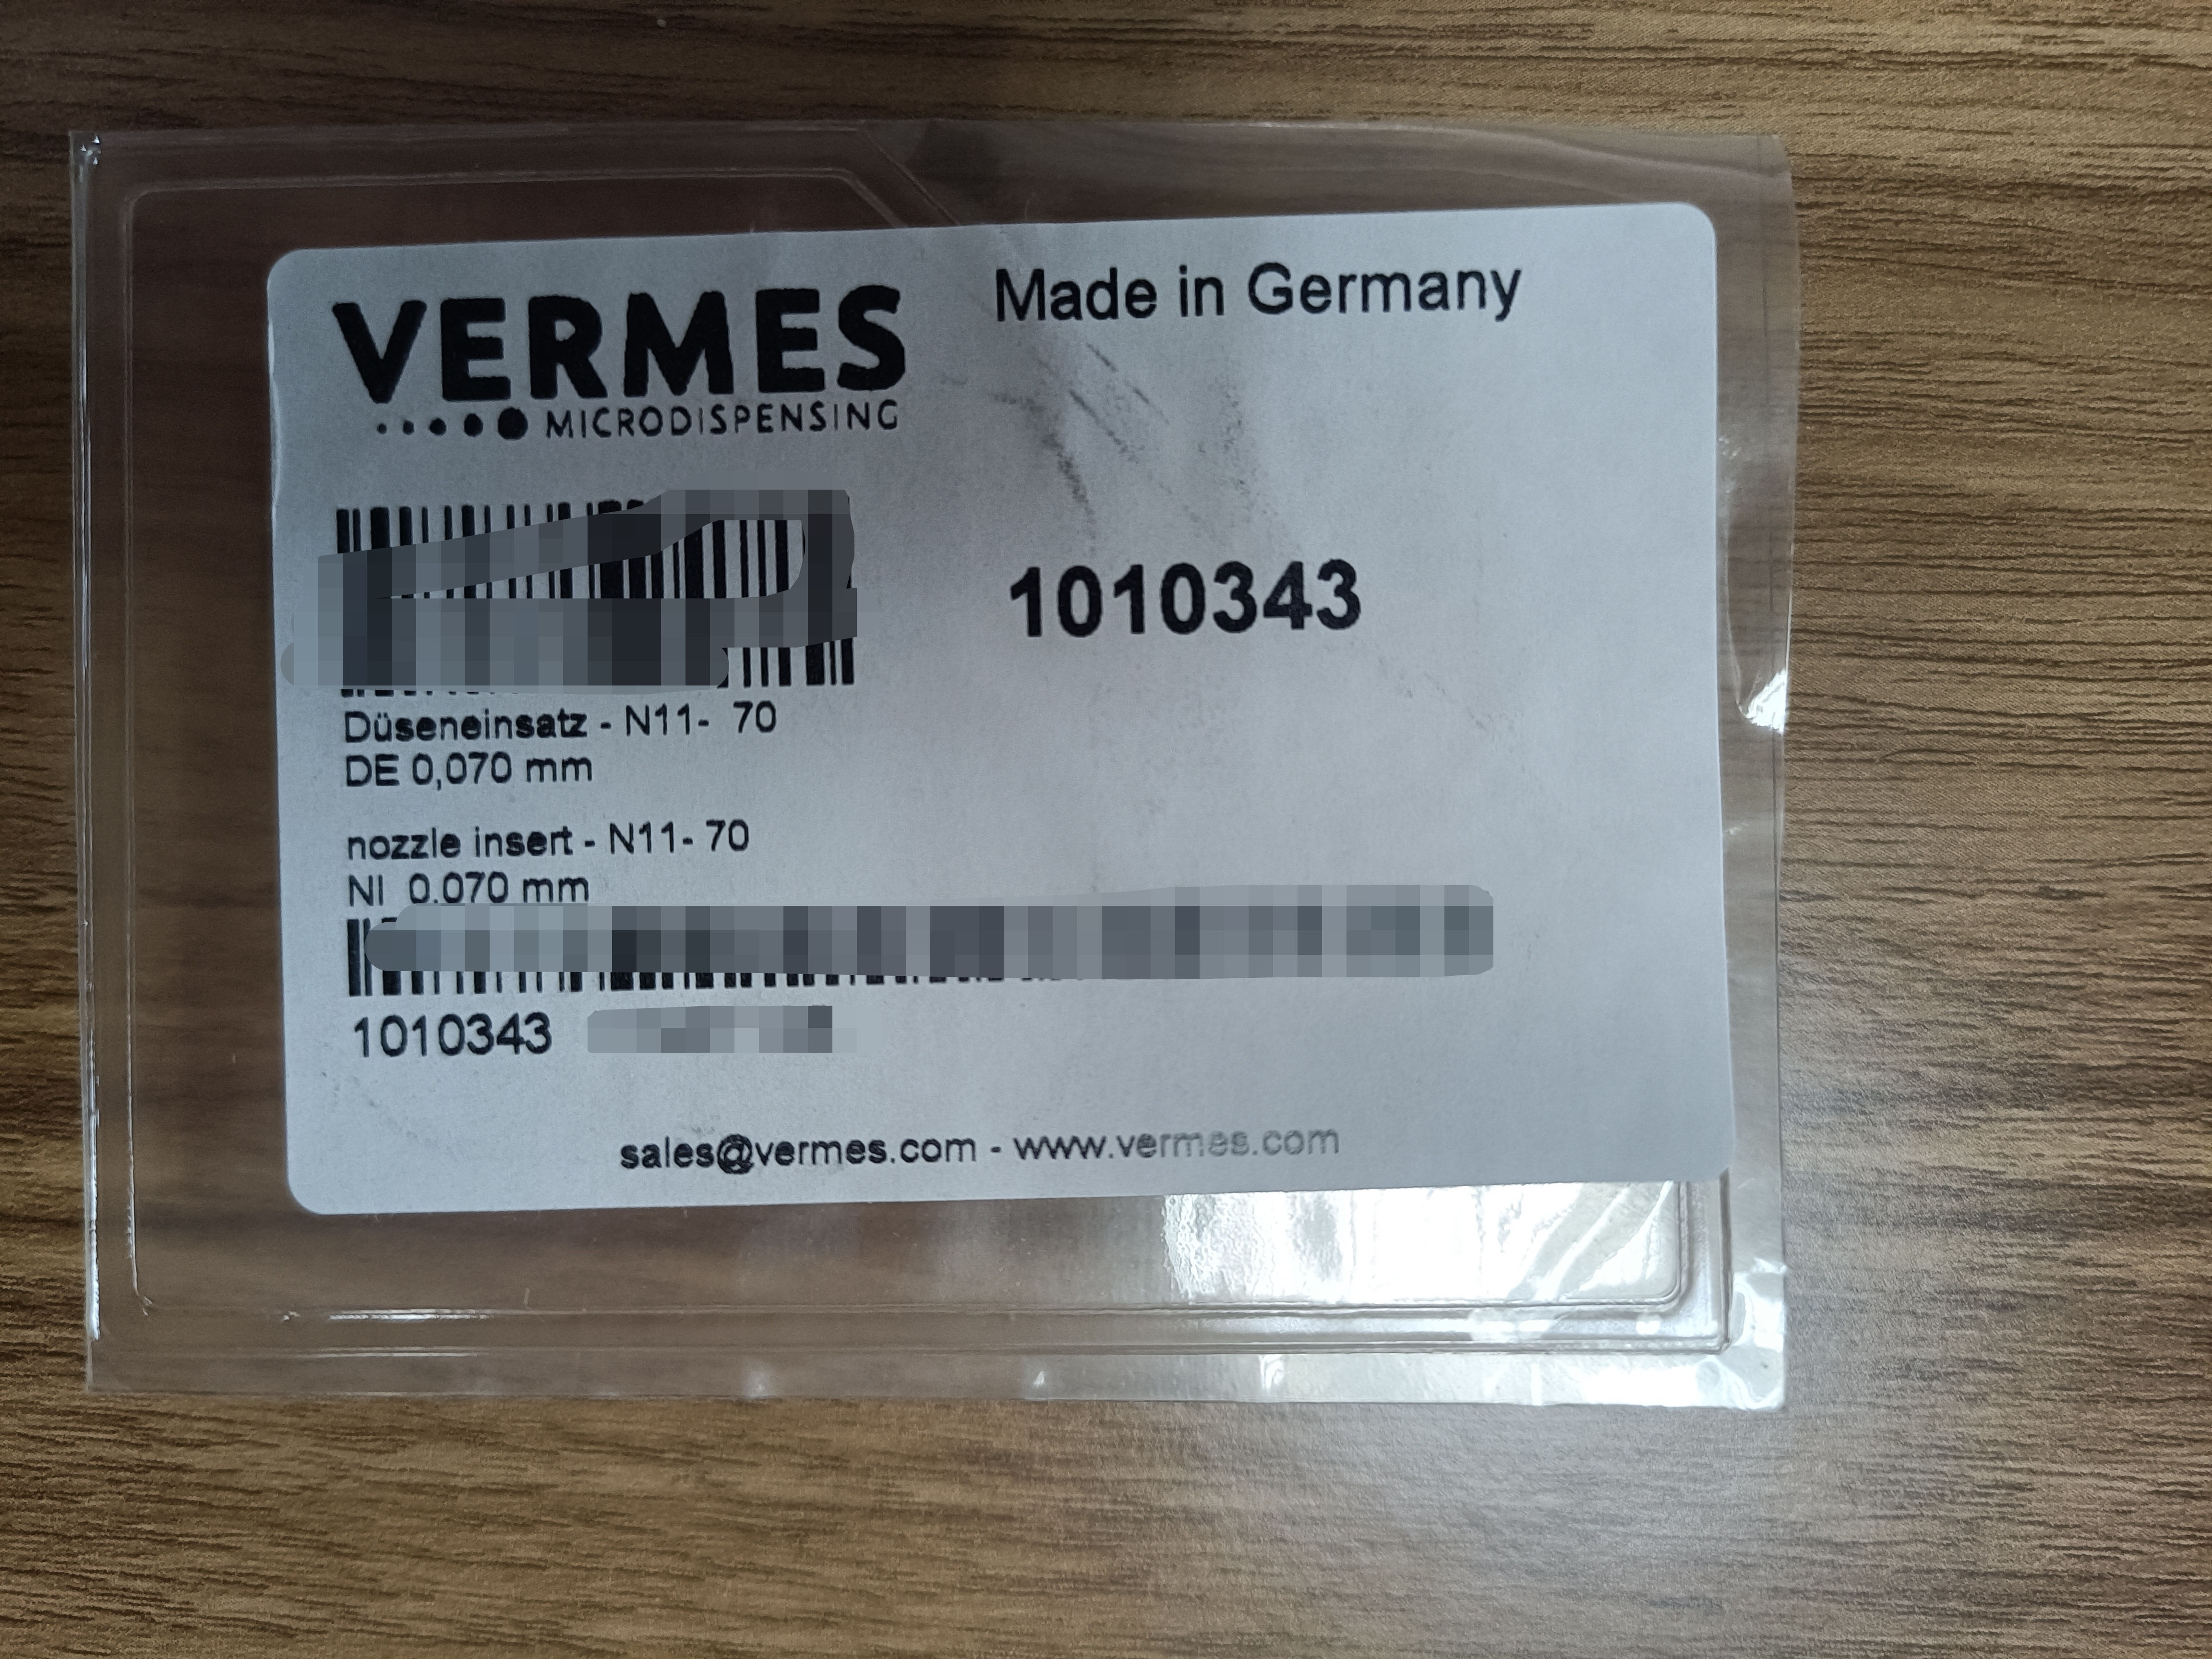 VERMES
MICRODISPENSING
Made in Germany
1010343
Düseneinsatz - N11-  70
DE 0,070 mm
nozzle insert - N11- 70
NI  0.070 mm
1010343
sales@vermes.com - www.vermes.com